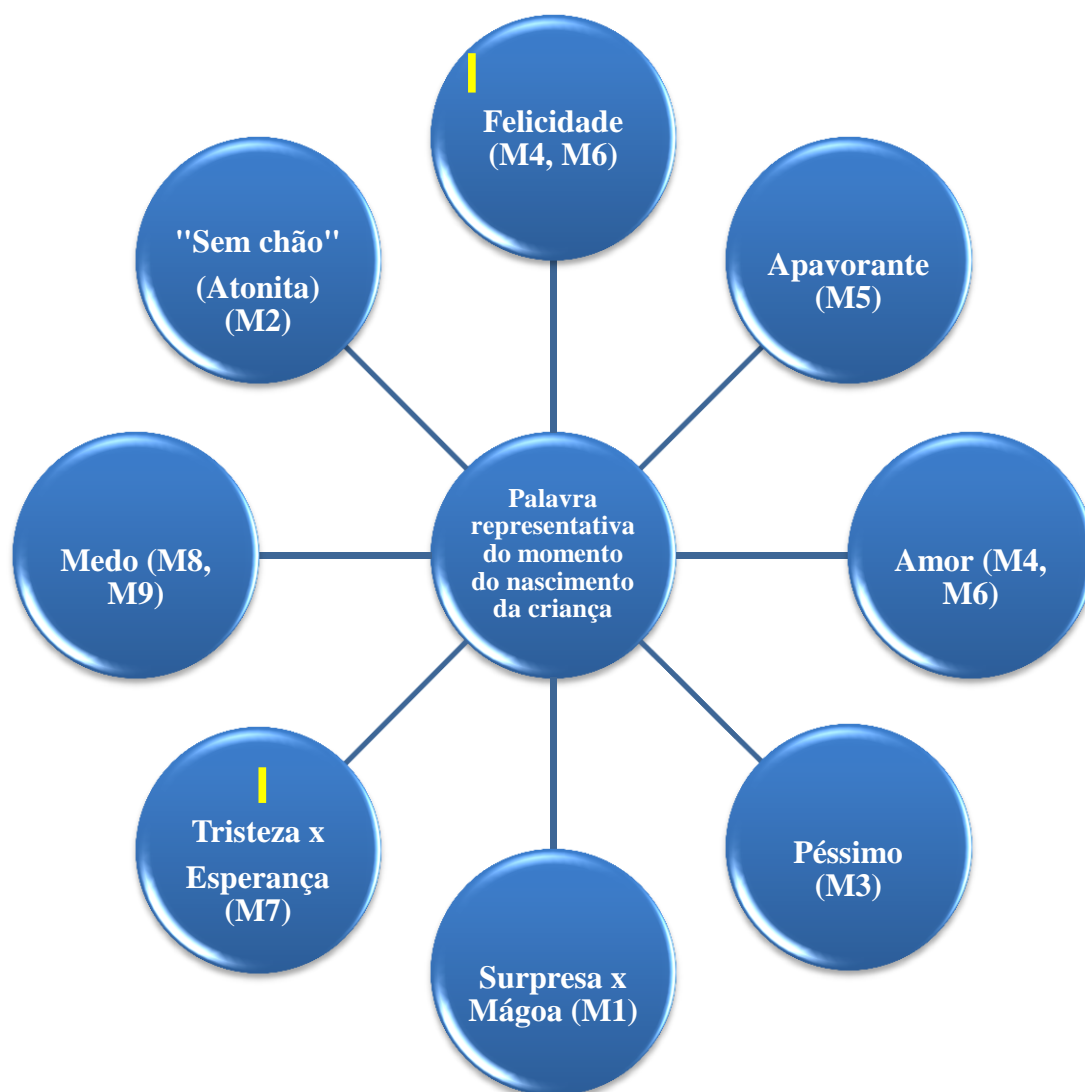 Felicidade
(M4, M6)
"Sem chão"
(Atonita)
(M2)
Apavorante
(M5)
Palavra
representativa
do momento
do nascimento
da criança
Medo (M8,
M9)
Amor (M4,
M6)
Tristeza x
Esperança
(M7)
Péssimo
(M3)
Surpresa x
Mágoa (M1)